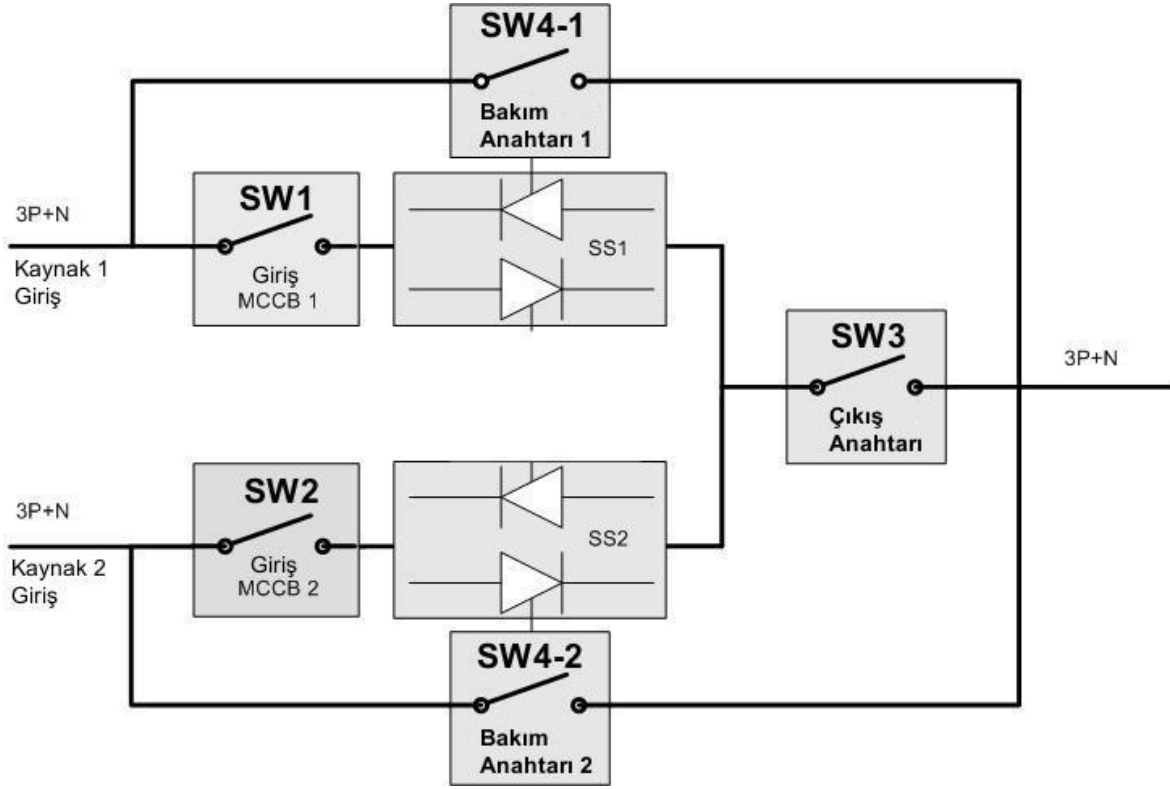 SW4-1
Bakım
Anahtarı 1
3P+N
Kaynak 1
Giriş
SW1
Giriş
MCCB 1
SS1
SW3
Çıkış
Anahtarı
3P+N
3P+N
Kaynak 2
Giriş
SW2
Giriş
MCCB 2
SS2
SW4-2
Bakım
Anahtarı 2